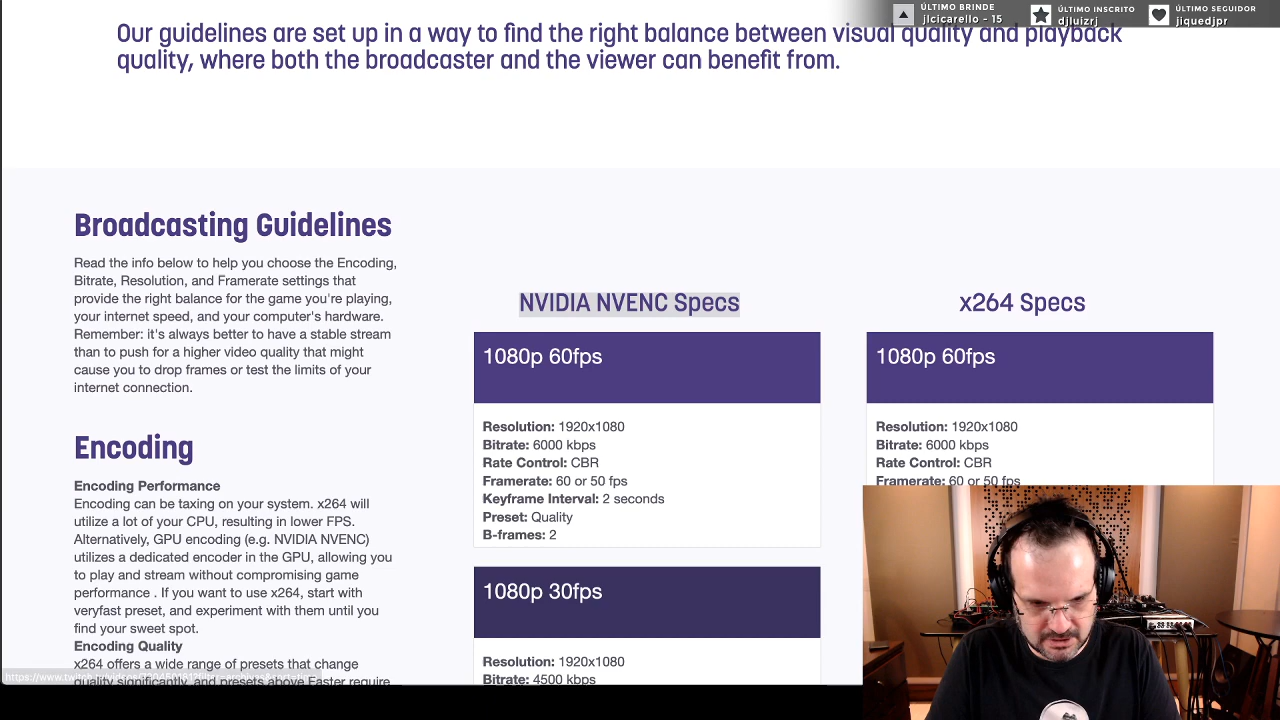 ÚLTIMO BRINDE
jlcicarello - 15
ÚLTIMO INSCRITO
djluizrj
ÚLTIMO SEGUIDOR
jiquedjpr
Our guidelines are set up in a way to find the right balance between visual quality and playback
quality, where both the broadcaster and the viewer can benefit from.
Broadcasting Guidelines
Read the info below to help you choose the Encoding,
Bitrate, Resolution, and Framerate settings that
provide the right balance for the game you're playing,
your internet speed, and your computer's hardware.
Remember: it's always better to have a stable stream
than to push for a higher video quality that might
cause you to drop frames or test the limits of your
internet connection.
Encoding
Encoding Performance
Encoding can be taxing on your system. x264 will
utilize a lot of your CPU, resulting in lower FPS.
Alternatively, GPU encoding (e.g. NVIDIA NVENC)
utilizes a dedicated encoder in the GPU, allowing you
to play and stream without compromising game
performance . If you want to use x264, start with
veryfast preset, and experiment with them until you
find your sweet spot.
Encoding Quality
x264 offers a wide range of presets that change
quality significantly, and presets above Faster require
NVIDIA NVENC Specs
1080p 60fps
Resolution: 1920x1080
Bitrate: 6000 kbps
Rate Control: CBR
Framerate: 60 or 50 fps
Keyframe Interval: 2 seconds
Preset: Quality
B-frames: 2
1080p 30fps
Resolution: 1920x1080
Bitrate: 4500 kbps
x264 Specs
1080p 60fps
Resolution: 1920x1080
Bitrate: 6000 kbps
Rate Control: CBR
Framerate: 60 or 50 fps